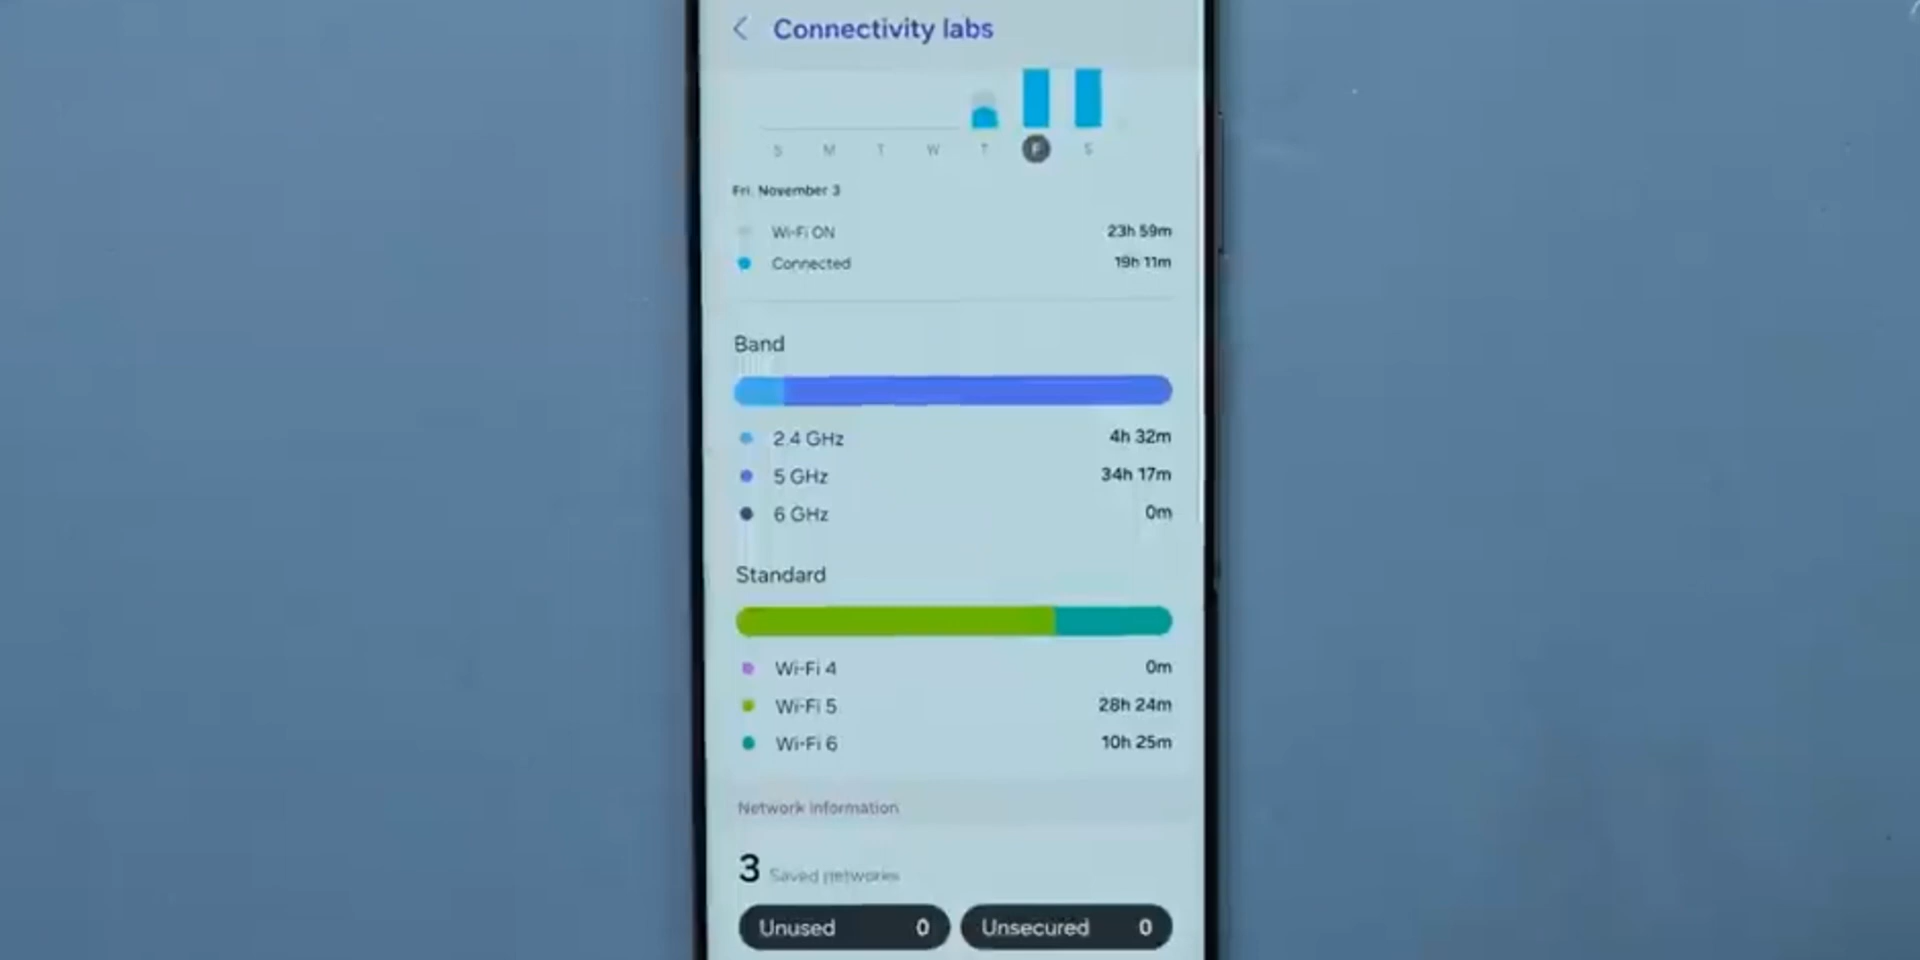 Connectivity labs
S M T W T F S
Fri, November 3
Wi-Fi ON 23h 59m
Connected 19h 11m
Band
2.4 GHz 4h 32m
5 GHz 34h 17m
6 GHz 0m
Standard
Wi-Fi 4 0m
Wi-Fi 5 28h 24m
Wi-Fi 6 10h 25m
Network information
3 Saved networks
Unused 0 Unsecured 0